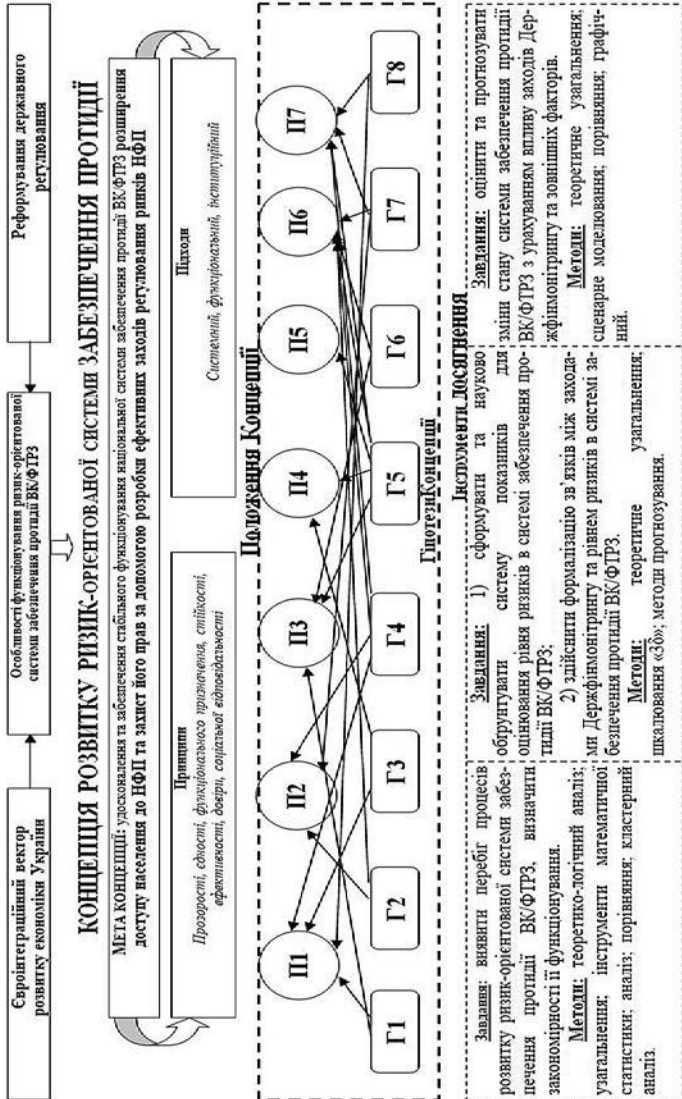 Євроінтеграційний вектор
розвитку економіки України
Особливості функціонування ризик-орієнтованої
системи забезпечення протидії ВК/ФТРЗ
Реформування державного
регулювання
КОНЦЕПЦІЯ РОЗВИТКУ РИЗИК-ОРІЄНТОВАНОЇ СИСТЕМИ ЗАБЕЗПЕЧЕННЯ ПРОТИДІЇ
МЕТА КОНЦЕПЦІЇ: удосконалення та забезпечення стабільного функціонування національної системи забезпечення протидії ВК/ФТРЗ розширення
доступу населення до НФП та захист його прав за допомогою розробки ефективних заходів регулювання ринків НФП
Принципи
Прозорості, єдності, функціонального призначення, стійкості,
ефективності, довіри, соціальної відповідальності
Підходи
Системний, функціональний, інституційний
Положення Концепції
П1 П2 П3 П4 П5 П6 П7
Г1 Г2 Г3 Г4 Г5 Г6 Г7 Г8
Гіпотези Концепції
Інструменти досягнення
Завдання: виявити перебіг процесів
розвитку ризик-орієнтованої системи забез-
печення протидії ВК/ФТРЗ, визначити
закономірності її функціонування.
Методи: теоретико-логічний аналіз;
узагальнення; інструменти математичної
статистики; аналіз; порівняння; кластерний
аналіз.
Завдання: 1) сформувати та науково
обґрунтувати систему показників для
оцінювання рівня ризиків в системі забезпечення про-
тидії ВК/ФТРЗ;
2) здійснити формалізацію зв'язків між захода-
ми Держфінмоніторингу та рівнем ризиків в системі за-
безпечення протидії ВК/ФТРЗ.
Методи: теоретичне узагальнення;
шкалювання «3δ»; методи прогнозування.
Завдання: оцінити та прогнозувати
зміни стану системи забезпечення протидії
ВК/ФТРЗ з урахуванням впливу заходів Дер-
жфінмоніторингу та зовнішніх факторів.
Методи: теоретичне узагальнення;
сценарне моделювання; порівняння; графіч-
ний.